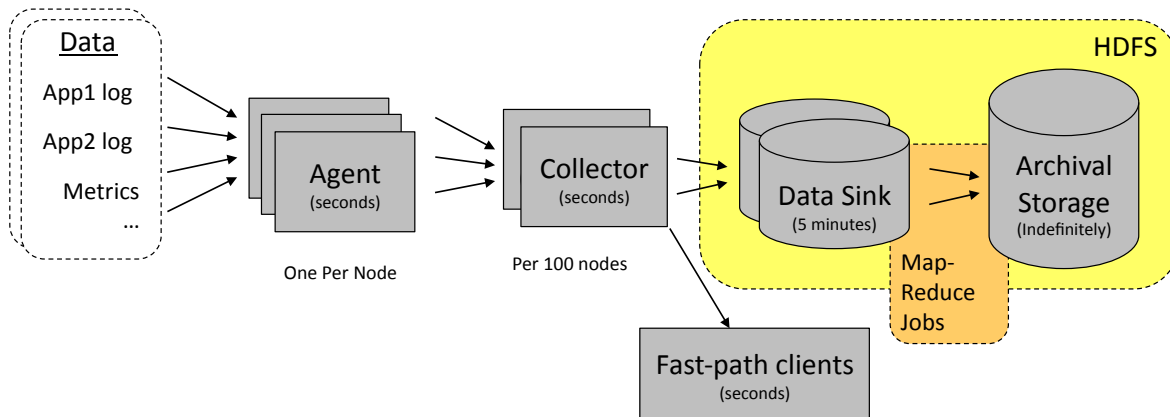 Data
App1 log
App2 log
Metrics
...
Agent
(seconds)
One Per Node
Collector
(seconds)
Per 100 nodes
Fast-path clients
(seconds)
HDFS
Data Sink
(5 minutes)
Map-
Reduce
Jobs
Archival
Storage
(Indefinitely)